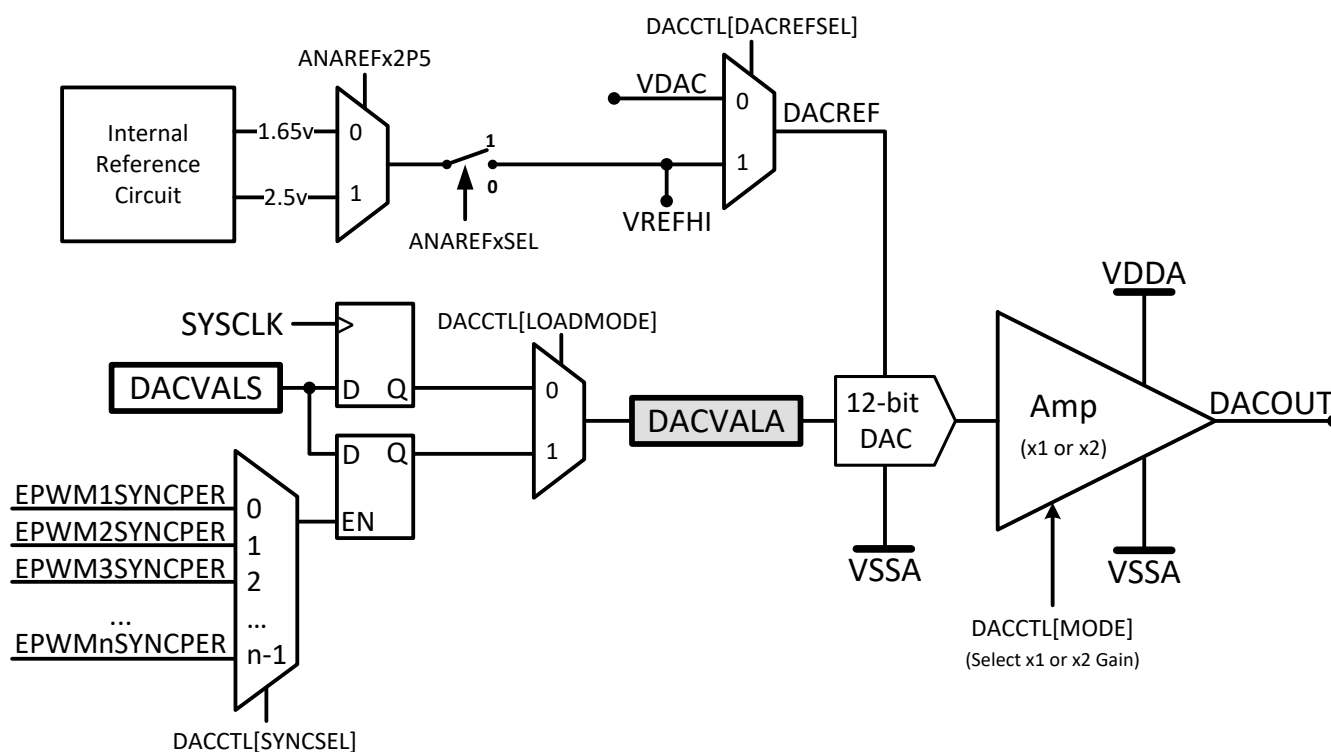 DACCTL[DACREFSEL]
ANAREFx2P5
VDAC
0
DACREF
Internal
Reference
Circuit
1.65v
0
1
2.5v
1
0
1
VREFHI
ANAREFxSEL
VDDA
SYSCLK
>
DACCTL[LOADMODE]
DACVALS
D
Q
0
DACVALA
12-bit
DAC
Amp
(x1 or x2)
DACOUT
D
Q
1
EN
EPWM1SYNCPER
0
EPWM2SYNCPER
1
EPWM3SYNCPER
2
...
...
EPWMnSYNCPER
n-1
VSSA
VSSA
DACCTL[MODE]
(Select x1 or x2 Gain)
DACCTL[SYNCSEL]